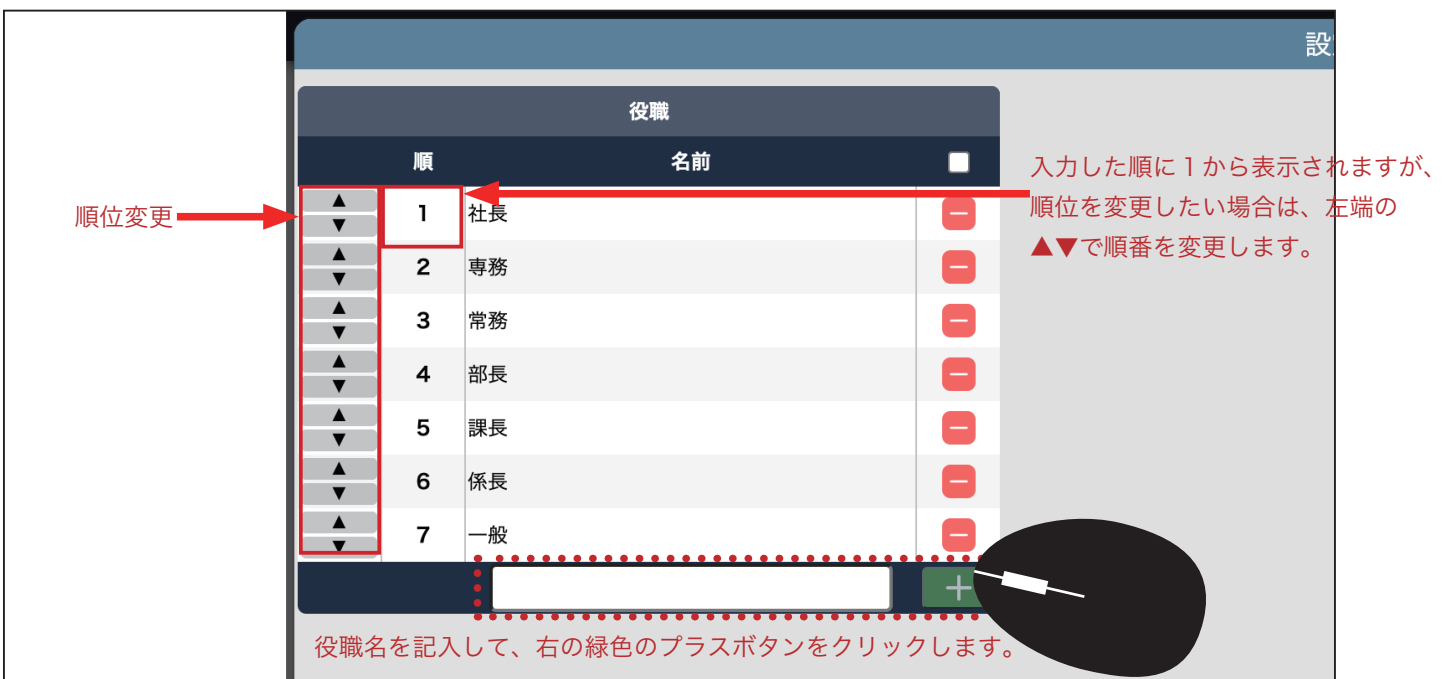 設
役職
順 名前
順位変更
▲
▼
1 社長
▲
▼
2 専務
▲
▼
3 常務
▲
▼
4 部長
▲
▼
5 課長
▲
▼
6 係長
▲
▼
7 一般
入力した順に1から表示されますが、
順位を変更したい場合は、左端の
▲▼で順番を変更します。
役職名を記入して、右の緑色のプラスボタンをクリックします。